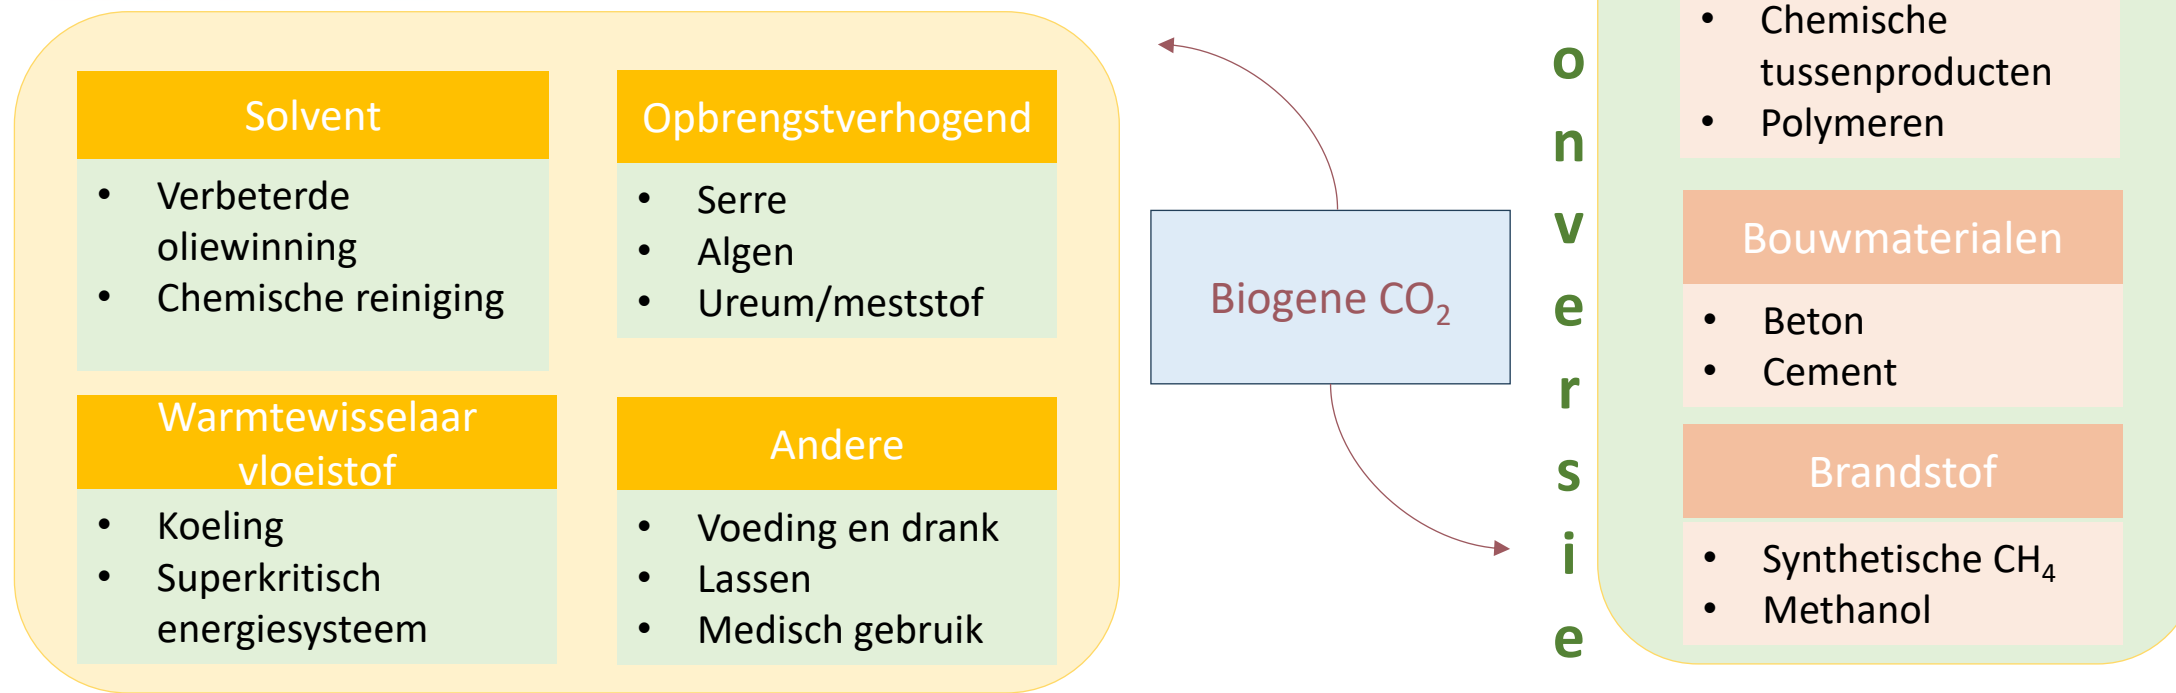 Solvent
• Verbeterde
oliewinning
• Chemische reiniging
Opbrengstverhogend
• Serre
• Algen
• Ureum/meststof
Warmtewisselaar
vloeistof
• Koeling
• Superkritisch
energiesysteem
Andere
• Voeding en drank
• Lassen
• Medisch gebruik
Biogene CO₂
o
n
v
e
r
s
i
e
• Chemische
tussenproducten
• Polymeren
Bouwmaterialen
• Beton
• Cement
Brandstof
• Synthetische CH₄
• Methanol